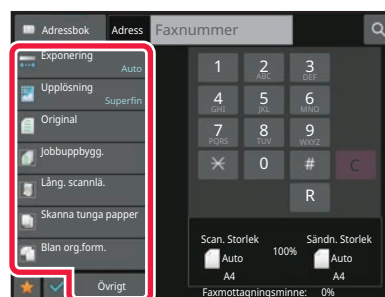 Adressbok Adress Faxnummer
Exponering
Auto
Upplösning
Superfin
Original
Jobbuppbygg.
Lång. scannlä.
Skanna tunga papper
Blan org.form.
Övrigt
1 2 3
ABC DEF
4 5 6
GHI JKL MNO
7 8 9
PQRS TUV WXYZ
0 # C
R
Scan. Storlek Sändn. Storlek
Auto 100% Auto
A4 A4
Faxmottagningsminne: 0%